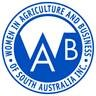 WOMEN IN AGRICULTURE AND BUSINESS
WAB
OF SOUTH AUSTRALIA INC.